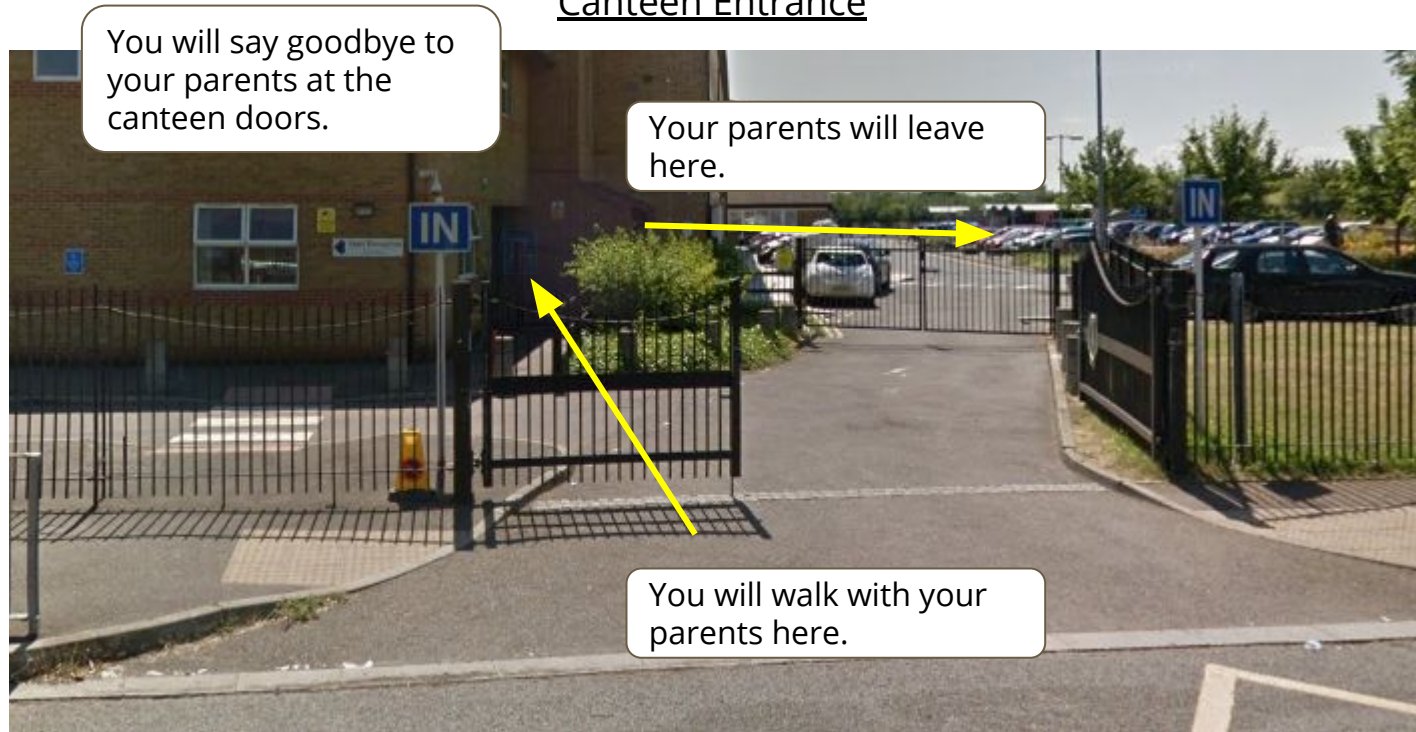 Canteen Entrance
You will say goodbye to
your parents at the
canteen doors.
Your parents will leave
here.
IN
IN
You will walk with your
parents here.